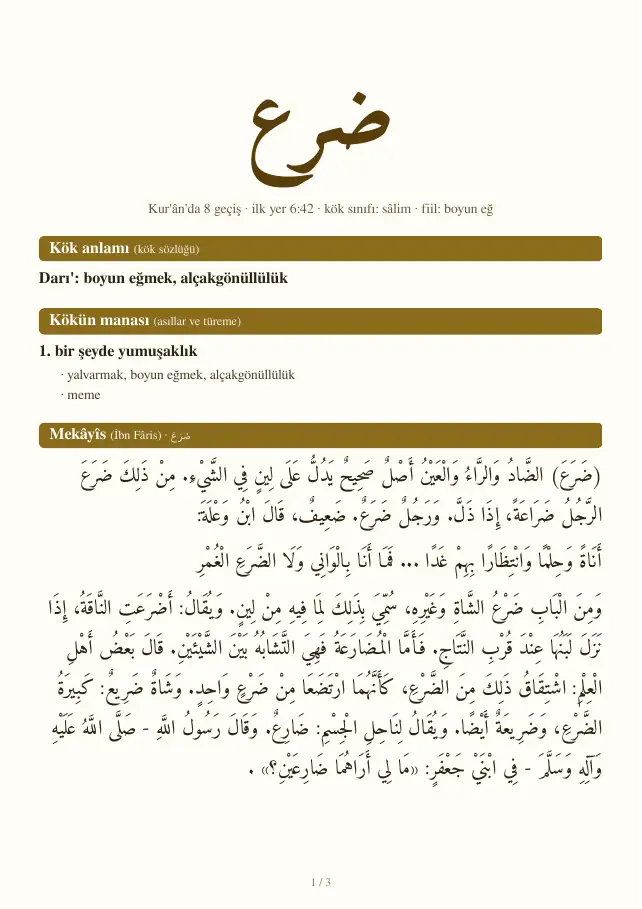 ضرع
Kur'ân'da 8 geçiş · ilk yer 6:42 · kök sınıfı: sâlim · fiil: boyun eğ
Kök anlamı (kök sözlüğü)
Darı': boyun eğmek, alçakgönüllülük
Kökün manası (asıllar ve türeme)
1. bir şeyde yumuşaklık
· yalvarmak, boyun eğmek, alçakgönüllülük
· meme
Mekâyîs (İbn Fâris) · ضَرَعَ
(ضَرَعَ) الضَّادُ وَالرَّاءُ وَالْعَيْنُ أَصْلٌ صَحِيحٌ يَدُلُّ عَلَى لِينٍ فِي الشَّيْءِ. مِنْ ذَلِكَ ضَرَعَ
الرَّجُلُ ضَرَاعَةً، إِذَا ذَلَّ. وَرَجُلٌ ضَرَعٌ. ضَعِيفٌ، قَالَ ابْنُ وَعْلَةَ:
أَنَاةً وَحِلْمًا وَانْتِظَارًا بِهِمْ غَدًا ... فَمَا أَنَا بِالْوَانِي وَلَا الضَّرَعِ الْغُمْرِ
وَمِنَ الْبَابِ ضَرْعُ الشَّاةِ وَغَيْرِهِ، سُمِّيَ بِذَلِكَ لِمَا فِيهِ مِنْ لِينٍ. وَيُقَالُ: أَضْرَعَتِ النَّاقَةُ، إِذَا
نَزَلَ لَبَنُهَا عِنْدَ قُرْبِ النَّتَاجِ. فَأَمَّا الْمُضَارَعَةُ فَهِيَ التَّشَابُهُ بَيْنَ الشَّيْئَيْنِ. قَالَ بَعْضُ أَهْلِ
الْعِلْمِ: اشْتِقَاقُ ذَلِكَ مِنَ الضَّرْعِ، كَأَنَّهُمَا ارْتَضَعَا مِنْ ضَرْعٍ وَاحِدٍ. وَشَاةٌ ضَرِيعٌ: كَبِيرَةُ
الضَّرْعِ، وَضَرِيعَةٌ أَيْضًا. وَيُقَالُ لِنَاحِلِ الْجِسْمِ: ضَارِعٌ. وَقَالَ رَسُولُ اللَّهِ - صَلَّى اللَّهُ عَلَيْهِ
وَآلِهِ وَسَلَّمَ - فِي ابْنَيْ جَعْفَرٍ: «مَا لِي أَرَاهُمَا ضَارِعَيْنِ؟» .
1 / 3